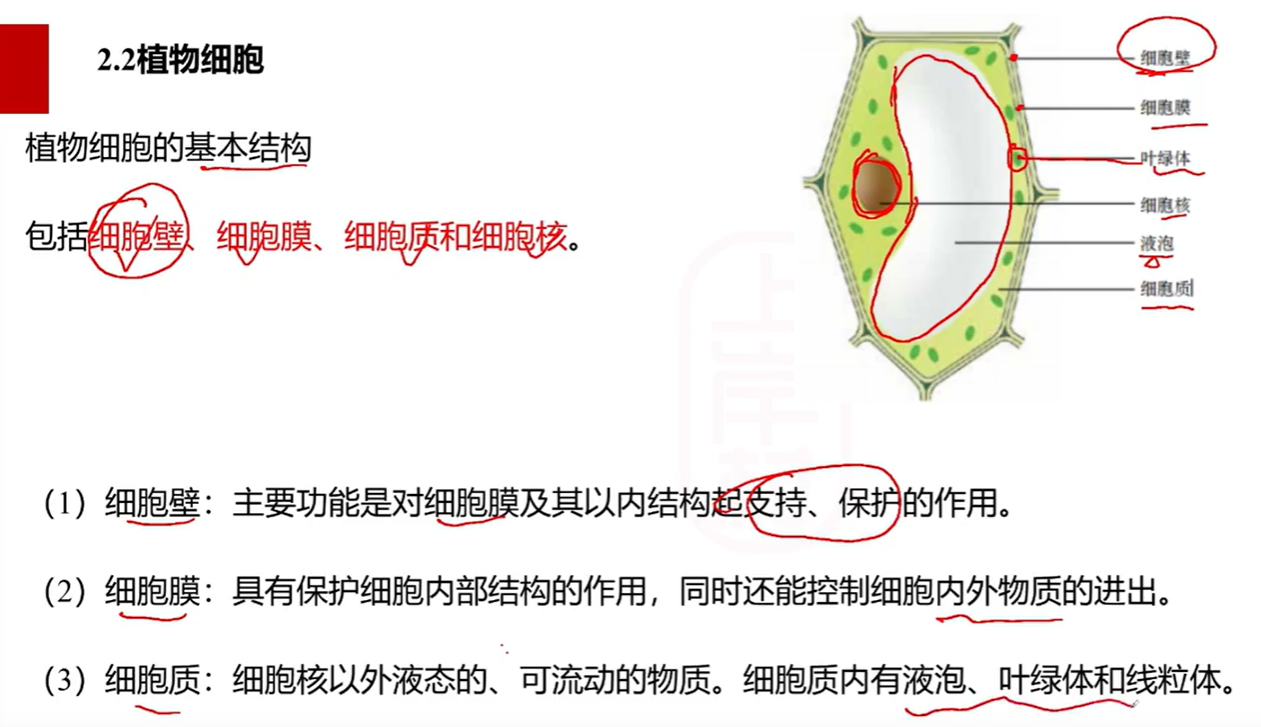 2.2植物细胞
植物细胞的基本结构
包括细胞壁、细胞膜、细胞质和细胞核。
细胞壁
细胞膜
叶绿体
细胞核
液泡
细胞质
（1）细胞壁：主要功能是对细胞膜及其以内结构起支持、保护的作用。
（2）细胞膜：具有保护细胞内部结构的作用，同时还能控制细胞内外物质的进出。
（3）细胞质：细胞核以外液态的、可流动的物质。细胞质内有液泡、叶绿体和线粒体。